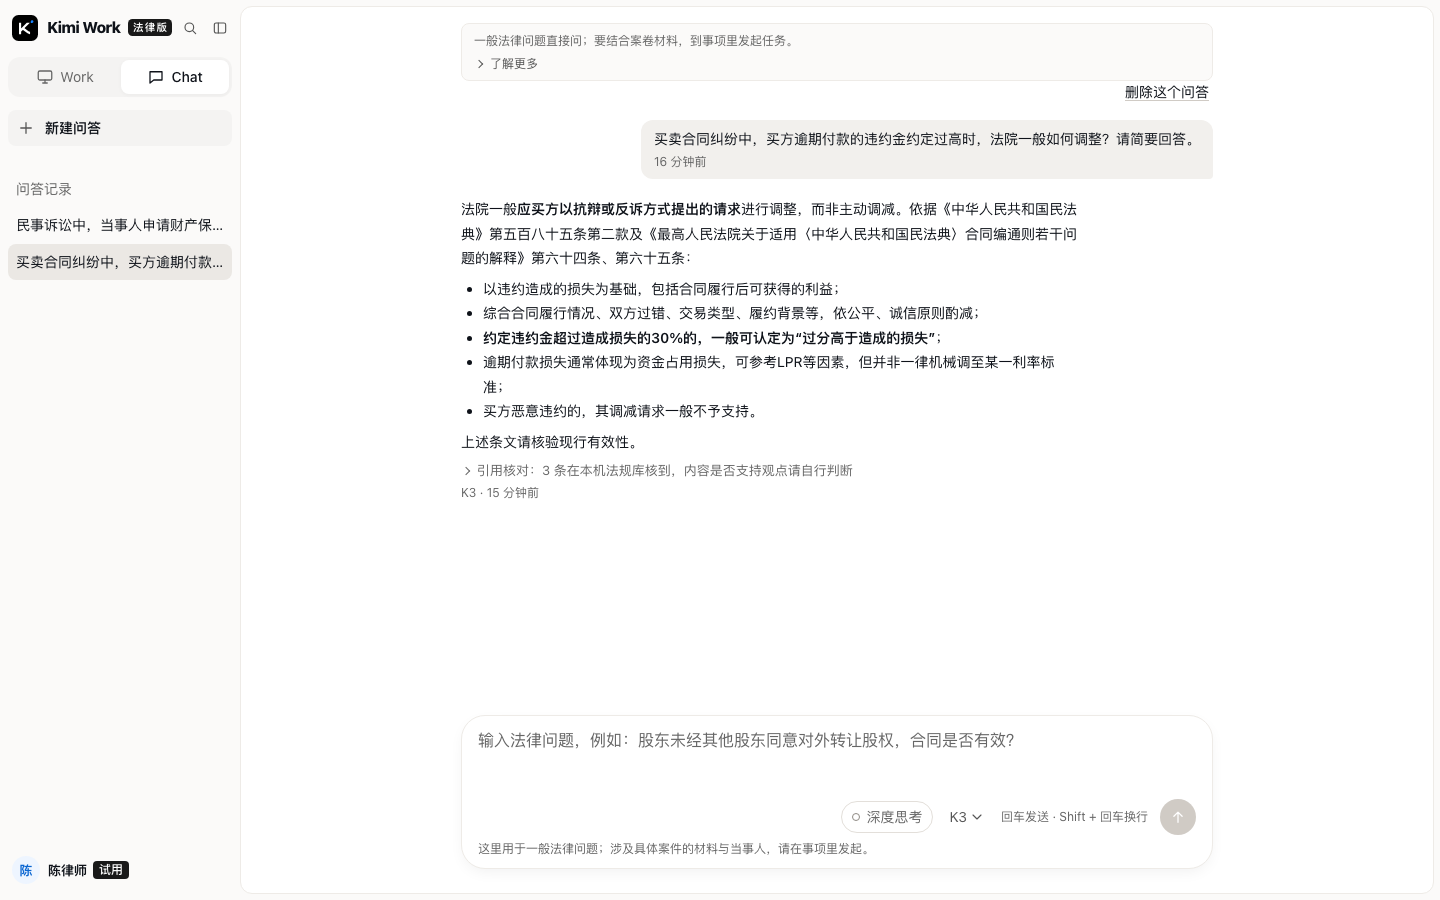 Kimi Work 法律版
Work
Chat
新建问答
问答记录
民事诉讼中，当事人申请财产保...
买卖合同纠纷中，买方逾期付款...
陈 陈律师 试用
一般法律问题直接问；要结合案卷材料，到事项里发起任务。
了解更多
删除这个问答
买卖合同纠纷中，买方逾期付款的违约金约定过高时，法院一般如何调整？请简要回答。
16 分钟前
法院一般应买方以抗辩或反诉方式提出的请求进行调整，而非主动调减。依据《中华人民共和国民法
典》第五百八十五条第二款及《最高人民法院关于适用〈中华人民共和国民法典〉合同编通则若干问
题的解释》第六十四条、第六十五条：
• 以违约造成的损失为基础，包括合同履行后可获得的利益；
• 综合合同履行情况、双方过错、交易类型、履约背景等，依公平、诚信原则酌减；
• 约定违约金超过造成损失的30%的，一般可认定为“过分高于造成的损失”；
• 逾期付款损失通常体现为资金占用损失，可参考LPR等因素，但并非一律机械调至某一利率标
准；
• 买方恶意违约的，其调减请求一般不予支持。
上述条文请核验现行有效性。
引用核对：3 条在本机法规库核到，内容是否支持观点请自行判断
K3 · 15 分钟前
输入法律问题，例如：股东未经其他股东同意对外转让股权，合同是否有效？
深度思考 K3 回车发送 · Shift + 回车换行
这里用于一般法律问题；涉及具体案件的材料与当事人，请在事项里发起。